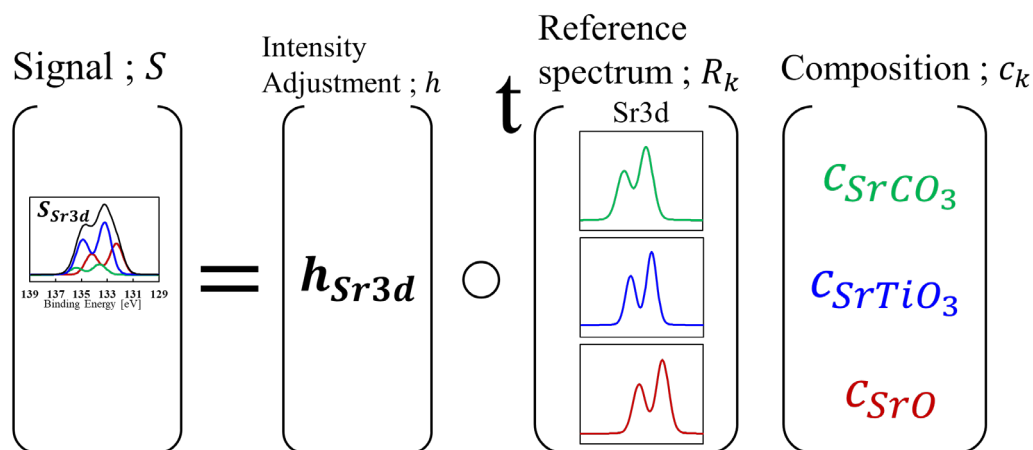 Signal ; S
Intensity
Adjustment ; h
Reference
spectrum ; R_k
Composition ; c_k
t
Sr3d
S_Sr3d
139 137 135 133 131 129
Binding Energy [eV]
=
h_Sr3d
○
c_SrCO₃
c_SrTiO₃
c_SrO